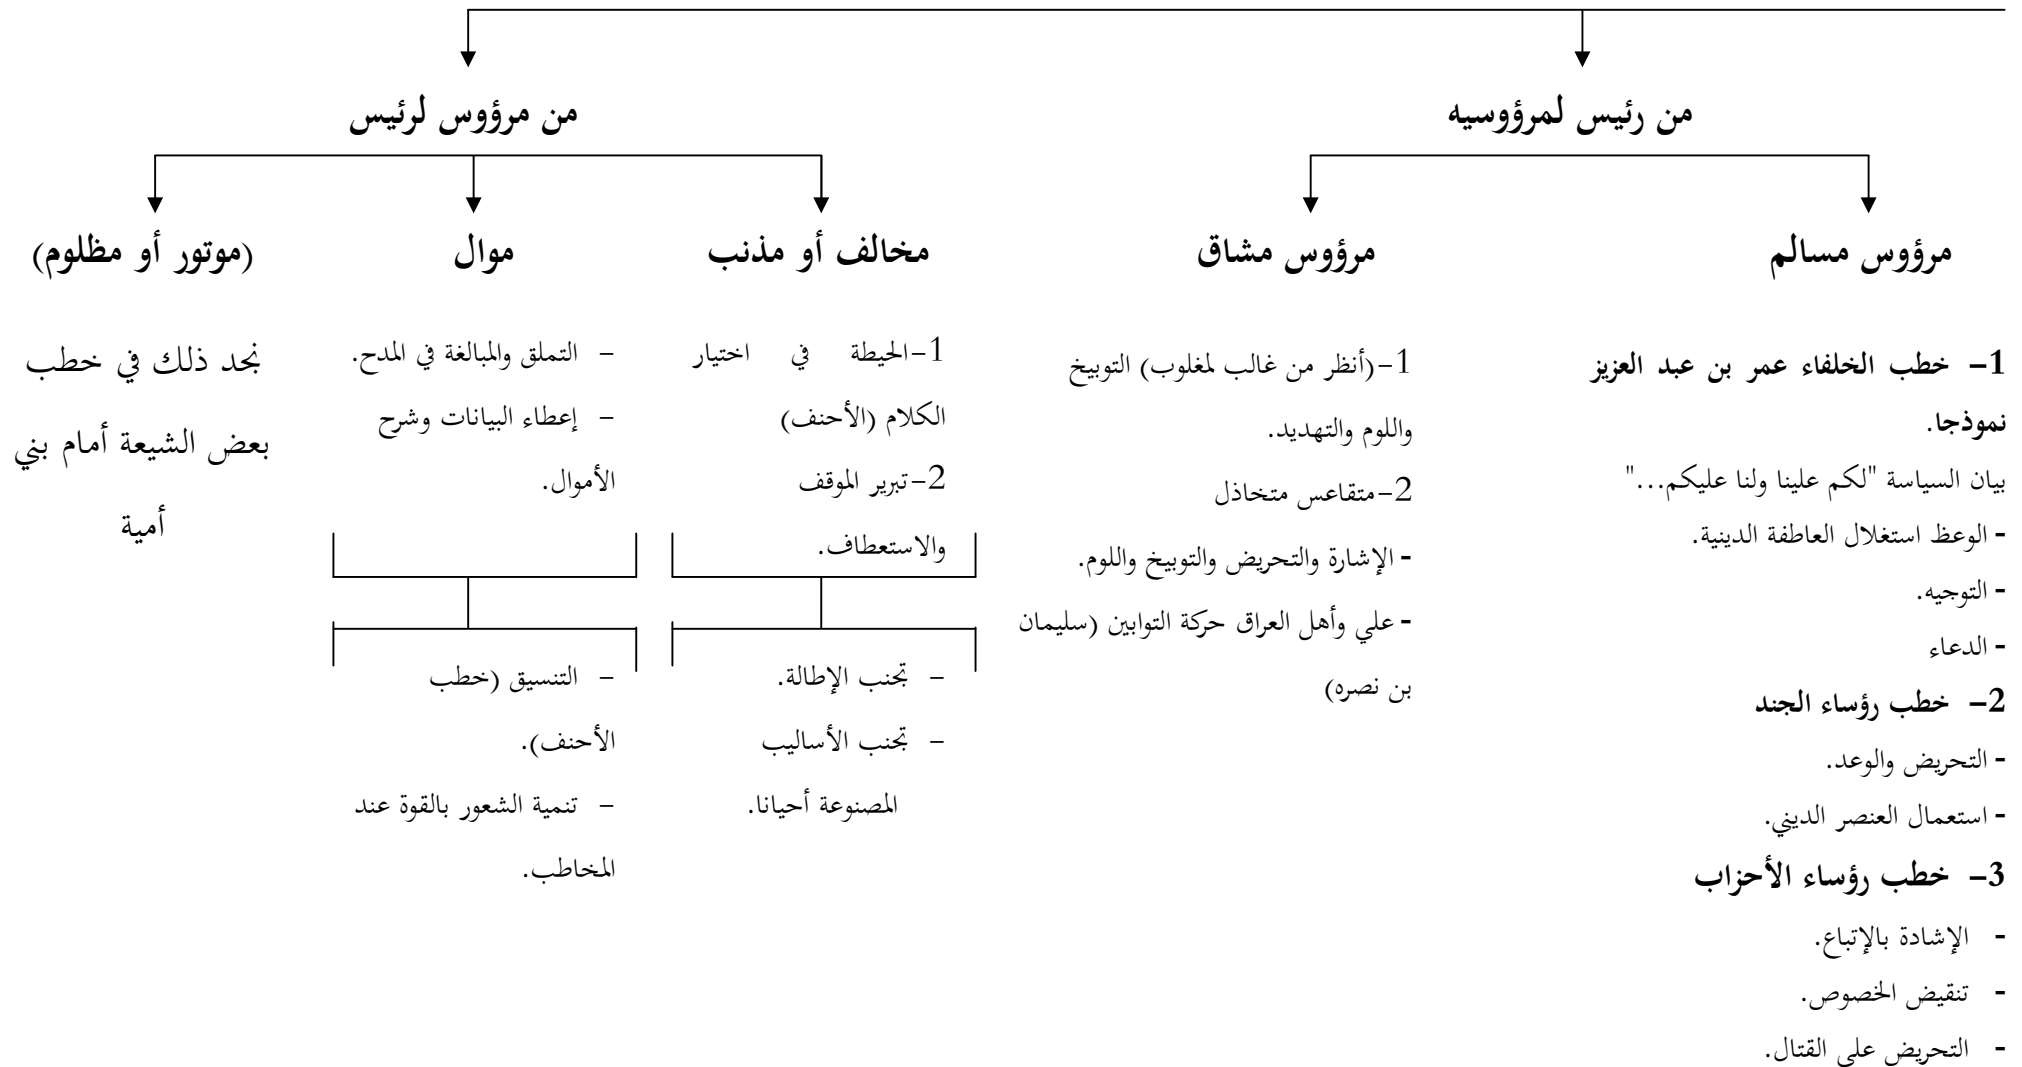 من رئيس لمرؤوسيه
من مرؤوس لرئيس
مرؤوس مسالم
1- خطب الخلفاء عمر بن عبد العزيز
نموذجا.
بيان السياسة "لكم علينا ولنا عليكم..."
- الوعظ استغلال العاطفة الدينية.
- التوجيه.
- الدعاء
2- خطب رؤساء الجند
- التحريض والوعد.
- استعمال العنصر الديني.
3- خطب رؤساء الأحزاب
- الإشادة بالإتباع.
- تنقيض الخصوص.
- التحريض على القتال.
مرؤوس مشاق
1-(أنظر من غالب لمغلوب) التوبيخ
واللوم والتهديد.
2-متقاعس متخاذل
- الإشارة والتحريض والتوبيخ واللوم.
- علي وأهل العراق حركة التوابين (سليمان
بن نصره)
مخالف أو مذنب
1-الحيطة في اختيار
الكلام (الأحنف)
2-تبرير الموقف
والاستعطاف.
- تجنب الإطالة.
- تجنب الأساليب
المصنوعة أحيانا.
موال
- التملق والمبالغة في المدح.
- إعطاء البيانات وشرح
الأموال.
- التنسيق (خطب
الأحنف).
- تنمية الشعور بالقوة عند
المخاطب.
(موتور أو مظلوم)
نجد ذلك في خطب
بعض الشيعة أمام بني
أمية